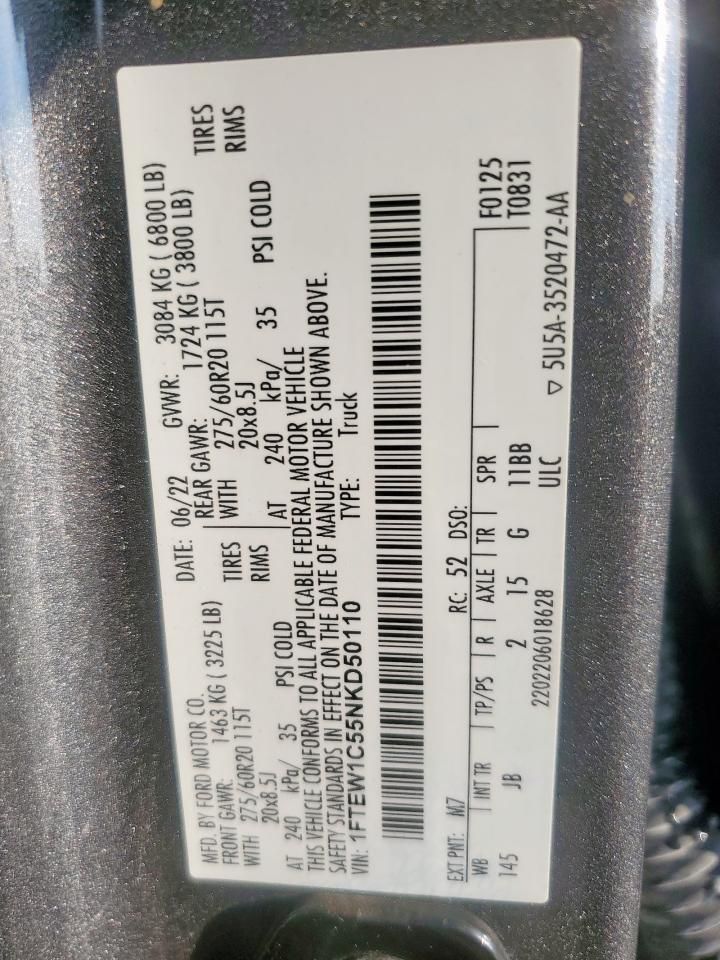 MFD. BY FORD MOTOR CO.
DATE: 06/22 GVWR: 3084 KG ( 6800 LB)
FRONT GAWR: 1463 KG ( 3225 LB) REAR GAWR: 1724 KG ( 3800 LB)
WITH 275/60R20 115T TIRES WITH 275/60R20 115T TIRES
20x8.5J RIMS 20x8.5J RIMS
AT 240 kPa/ 35 PSI COLD AT 240 kPa/ 35 PSI COLD
THIS VEHICLE CONFORMS TO ALL APPLICABLE FEDERAL MOTOR VEHICLE
SAFETY STANDARDS IN EFFECT ON THE DATE OF MANUFACTURE SHOWN ABOVE.
VIN: 1FTEW1C55NKD50110 TYPE: Truck
EXT PNT: M7 RC: 52 DSO: F0125
WB INT TR TP/PS R AXLE TR SPR T0831
145 JB 2 15 G 11BB
ULC
2202206018628 ▽ 5U5A-3520472-AA